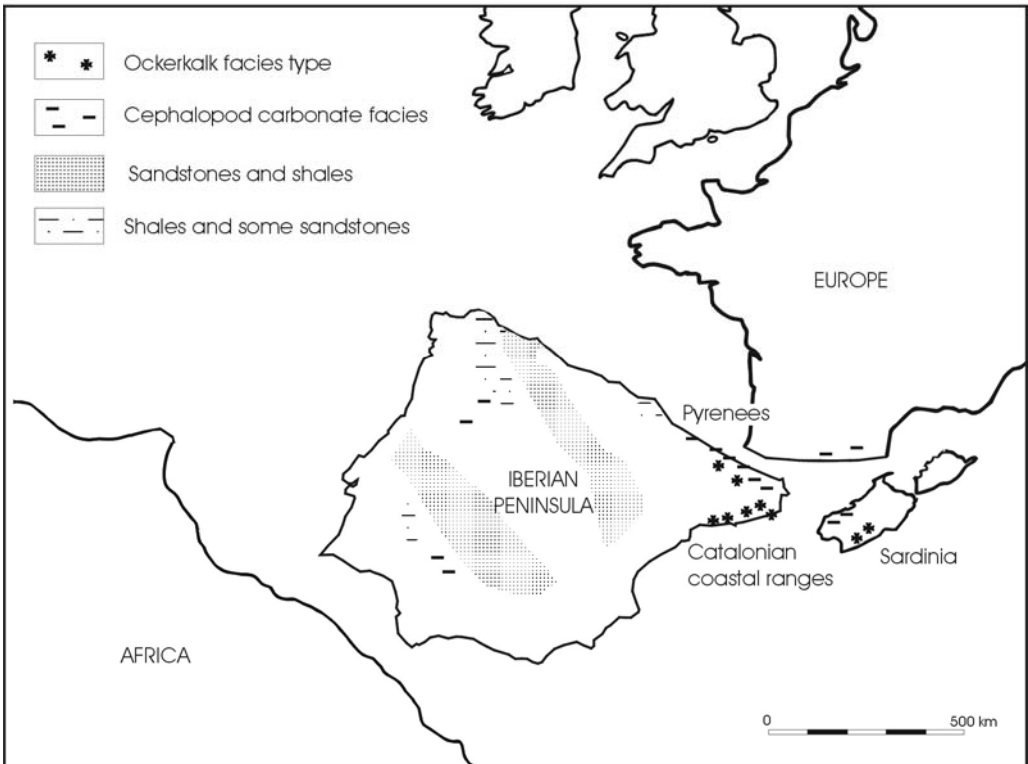 Ockerkalk facies type
Cephalopod carbonate facies
Sandstones and shales
Shales and some sandstones
EUROPE
Pyrenees
IBERIAN
PENINSULA
Catalonian
coastal ranges
Sardinia
AFRICA
0 500 km